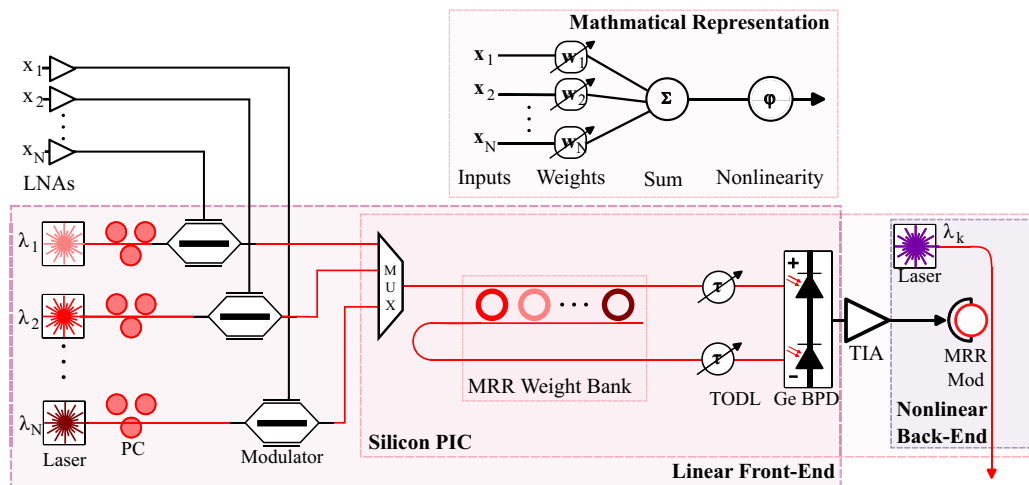 Mathmatical Representation
x1
x2
xN
LNAs
x1
x2
xN
w1
w2
wN
Σ
φ
Inputs
Weights
Sum
Nonlinearity
λ1
λ2
λN
Laser
PC
Modulator
MUX
MRR Weight Bank
τ
τ
TODL
+
−
Ge BPD
TIA
λk
Laser
MRR
Mod
Nonlinear
Back-End
Silicon PIC
Linear Front-End